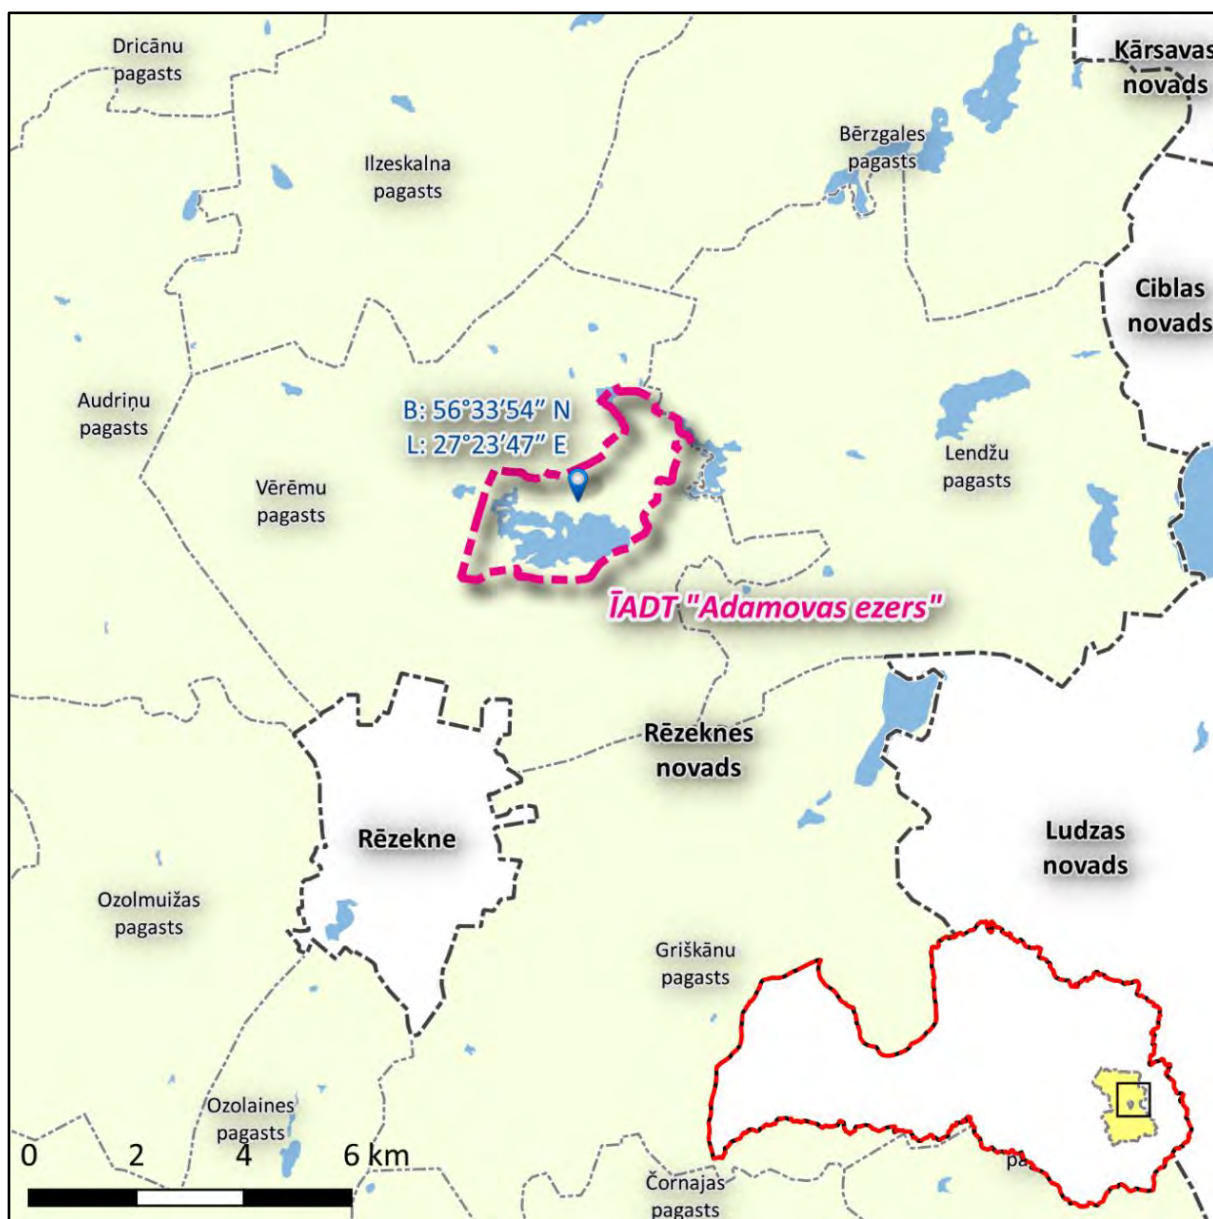 Dricānu
pagasts
Kārsavas
novads
Ilzeskalna
pagasts
Bērzgales
pagasts
Ciblas
novads
Audriņu
pagasts
B: 56°33’54” N
L: 27°23’47” E
Vērēmu
pagasts
Lendžu
pagasts
ĪADT "Adamovas ezers"
Rēzeknes
novads
Rēzekne
Ludzas
novads
Ozolmuižas
pagasts
Griškānu
pagasts
Ozolaines
pagasts
0 2 4 6 km
Čornajas
pagasts